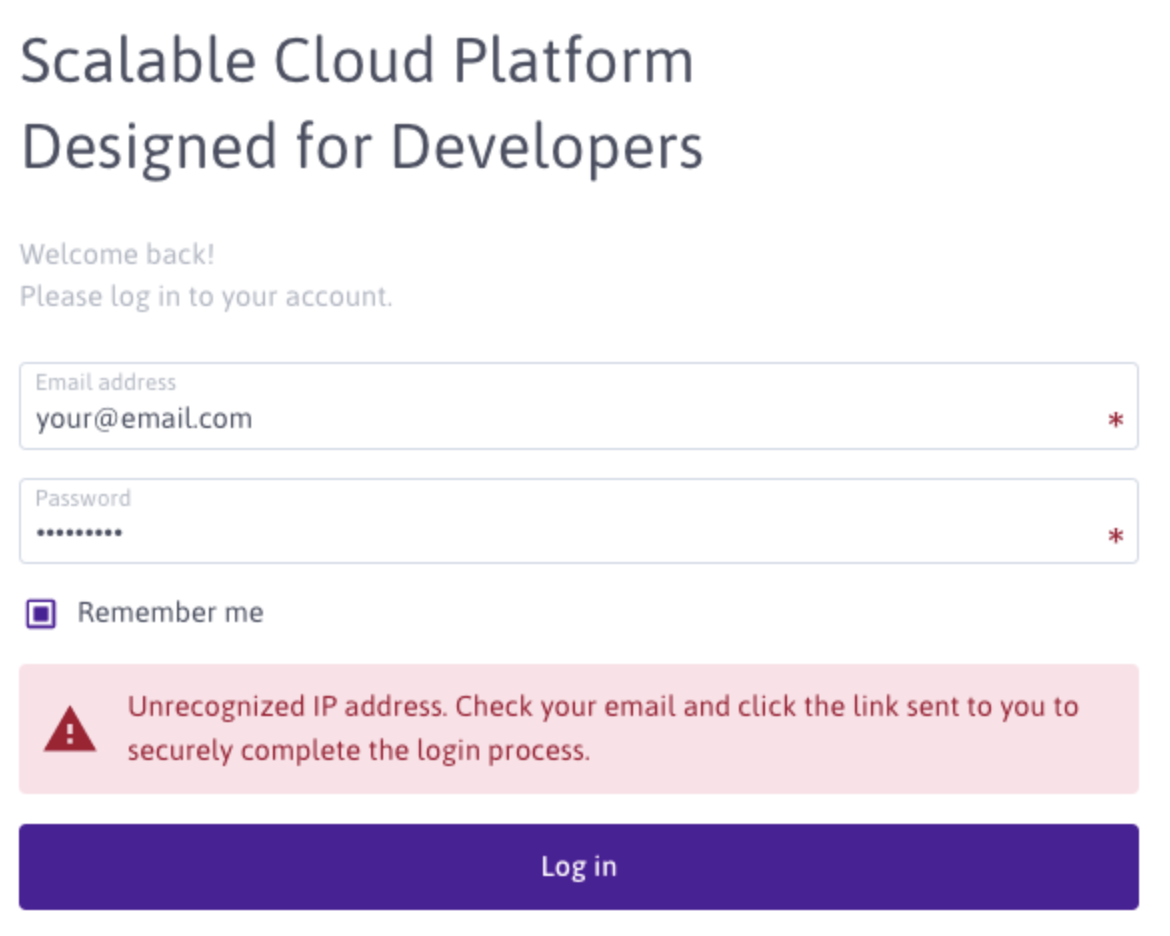 Scalable Cloud Platform
Designed for Developers
Welcome back!
Please log in to your account.
Email address
your@email.com
*
Password
•••••••••
*
Remember me
Unrecognized IP address. Check your email and click the link sent to you to
securely complete the login process.
Log in